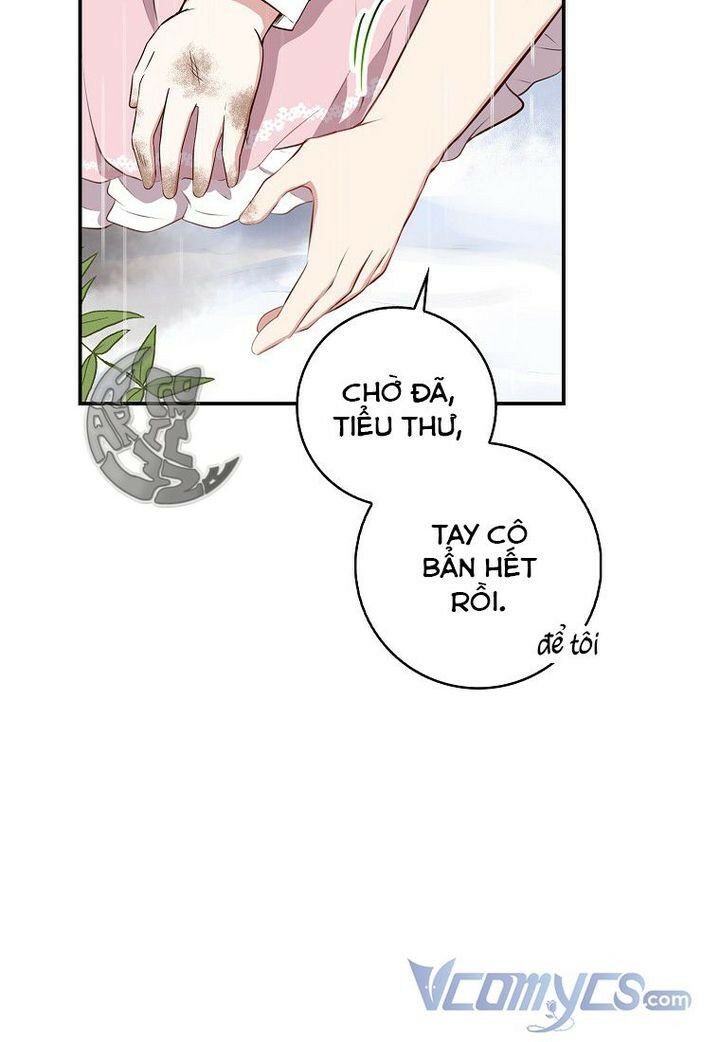 CHỜ ĐÃ,
TIỂU THƯ,
TAY CÔ
BẨN HẾT
RỒI.
để tôi
VCOMYCS.com